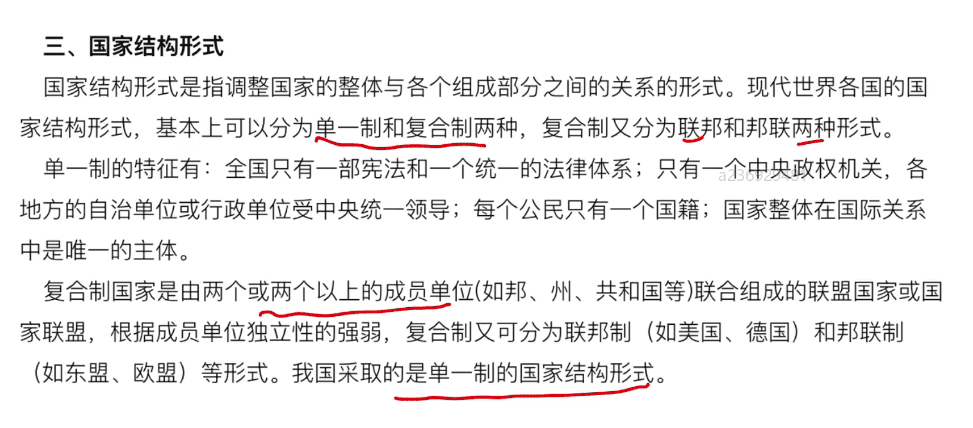 三、国家结构形式
国家结构形式是指调整国家的整体与各个组成部分之间的关系的形式。现代世界各国的国
家结构形式，基本上可以分为单一制和复合制两种，复合制又分为联邦和邦联两种形式。
单一制的特征有：全国只有一部宪法和一个统一的法律体系；只有一个中央政权机关，各
地方的自治单位或行政单位受中央统一领导；每个公民只有一个国籍；国家整体在国际关系
中是唯一的主体。
复合制国家是由两个或两个以上的成员单位(如邦、州、共和国等)联合组成的联盟国家或国
家联盟，根据成员单位独立性的强弱，复合制又可分为联邦制（如美国、德国）和邦联制
（如东盟、欧盟）等形式。我国采取的是单一制的国家结构形式。